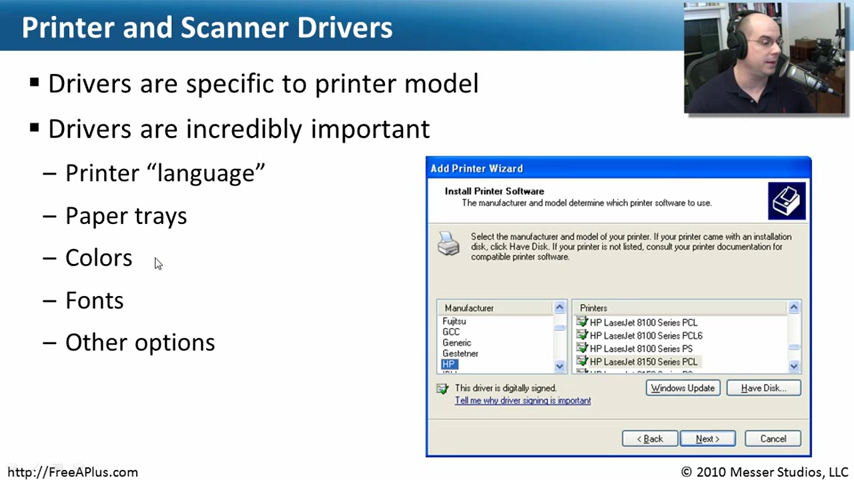 Printer and Scanner Drivers
▪ Drivers are specific to printer model
▪ Drivers are incredibly important
– Printer “language”
– Paper trays
– Colors
– Fonts
– Other options
Add Printer Wizard
Install Printer Software
The manufacturer and model determine which printer software to use.
Select the manufacturer and model of your printer. If your printer came with an installation
disk, click Have Disk. If your printer is not listed, consult your printer documentation for
compatible printer software.
Manufacturer
Fujitsu
GCC
Generic
Gestetner
HP
Printers
HP LaserJet 8100 Series PCL
HP LaserJet 8100 Series PCL6
HP LaserJet 8100 Series PS
HP LaserJet 8150 Series PCL
This driver is digitally signed.
Tell me why driver signing is important
Windows Update
Have Disk...
< Back
Next >
Cancel
http://FreeAPlus.com
© 2010 Messer Studios, LLC